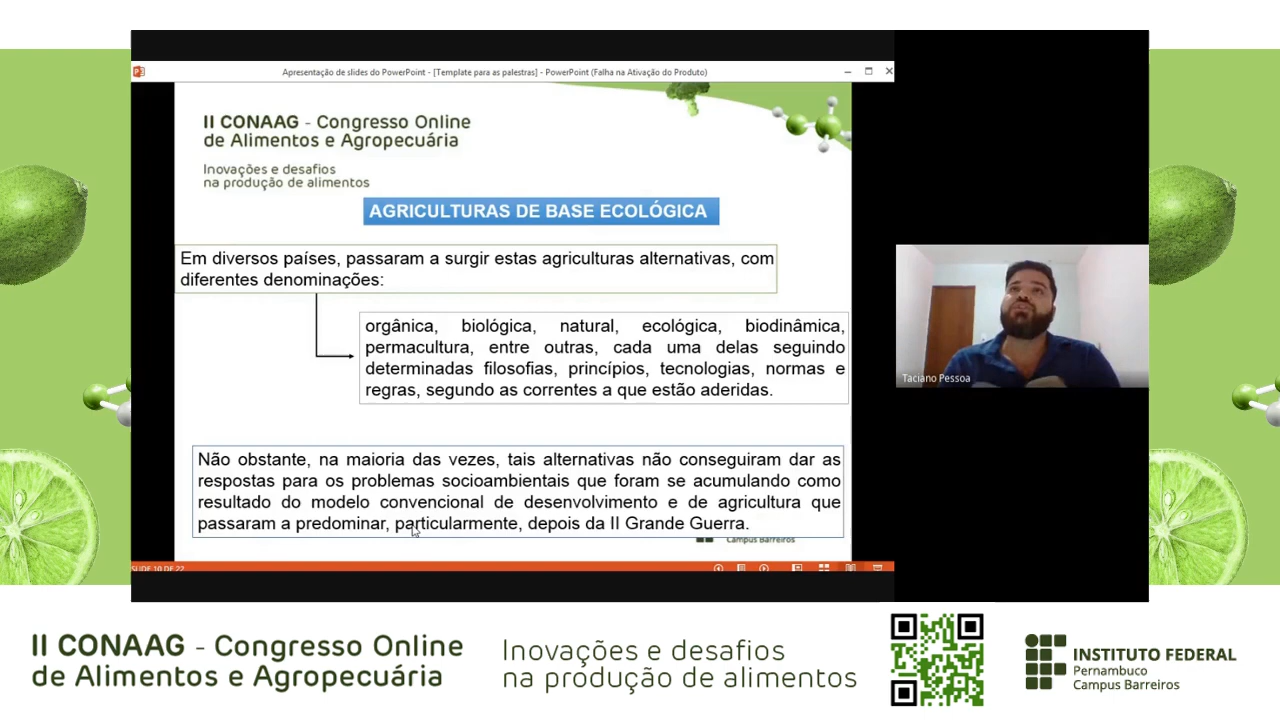 Apresentação de slides do PowerPoint - [Template para as palestras] - PowerPoint (Falha na Ativação do Produto)
II CONAAG - Congresso Online
de Alimentos e Agropecuária
Inovações e desafios
na produção de alimentos
AGRICULTURAS DE BASE ECOLÓGICA
Em diversos países, passaram a surgir estas agriculturas alternativas, com
diferentes denominações:
orgânica, biológica, natural, ecológica, biodinâmica,
permacultura, entre outras, cada uma delas seguindo
determinadas filosofias, princípios, tecnologias, normas e
regras, segundo as correntes a que estão aderidas.
Taciano Pessoa
Não obstante, na maioria das vezes, tais alternativas não conseguiram dar as
respostas para os problemas socioambientais que foram se acumulando como
resultado do modelo convencional de desenvolvimento e de agricultura que
passaram a predominar, particularmente, depois da II Grande Guerra.
Campus Barreiros
SLIDE 10 DE 22
II CONAAG - Congresso Online
de Alimentos e Agropecuária
Inovações e desafios
na produção de alimentos
INSTITUTO FEDERAL
Pernambuco
Campus Barreiros